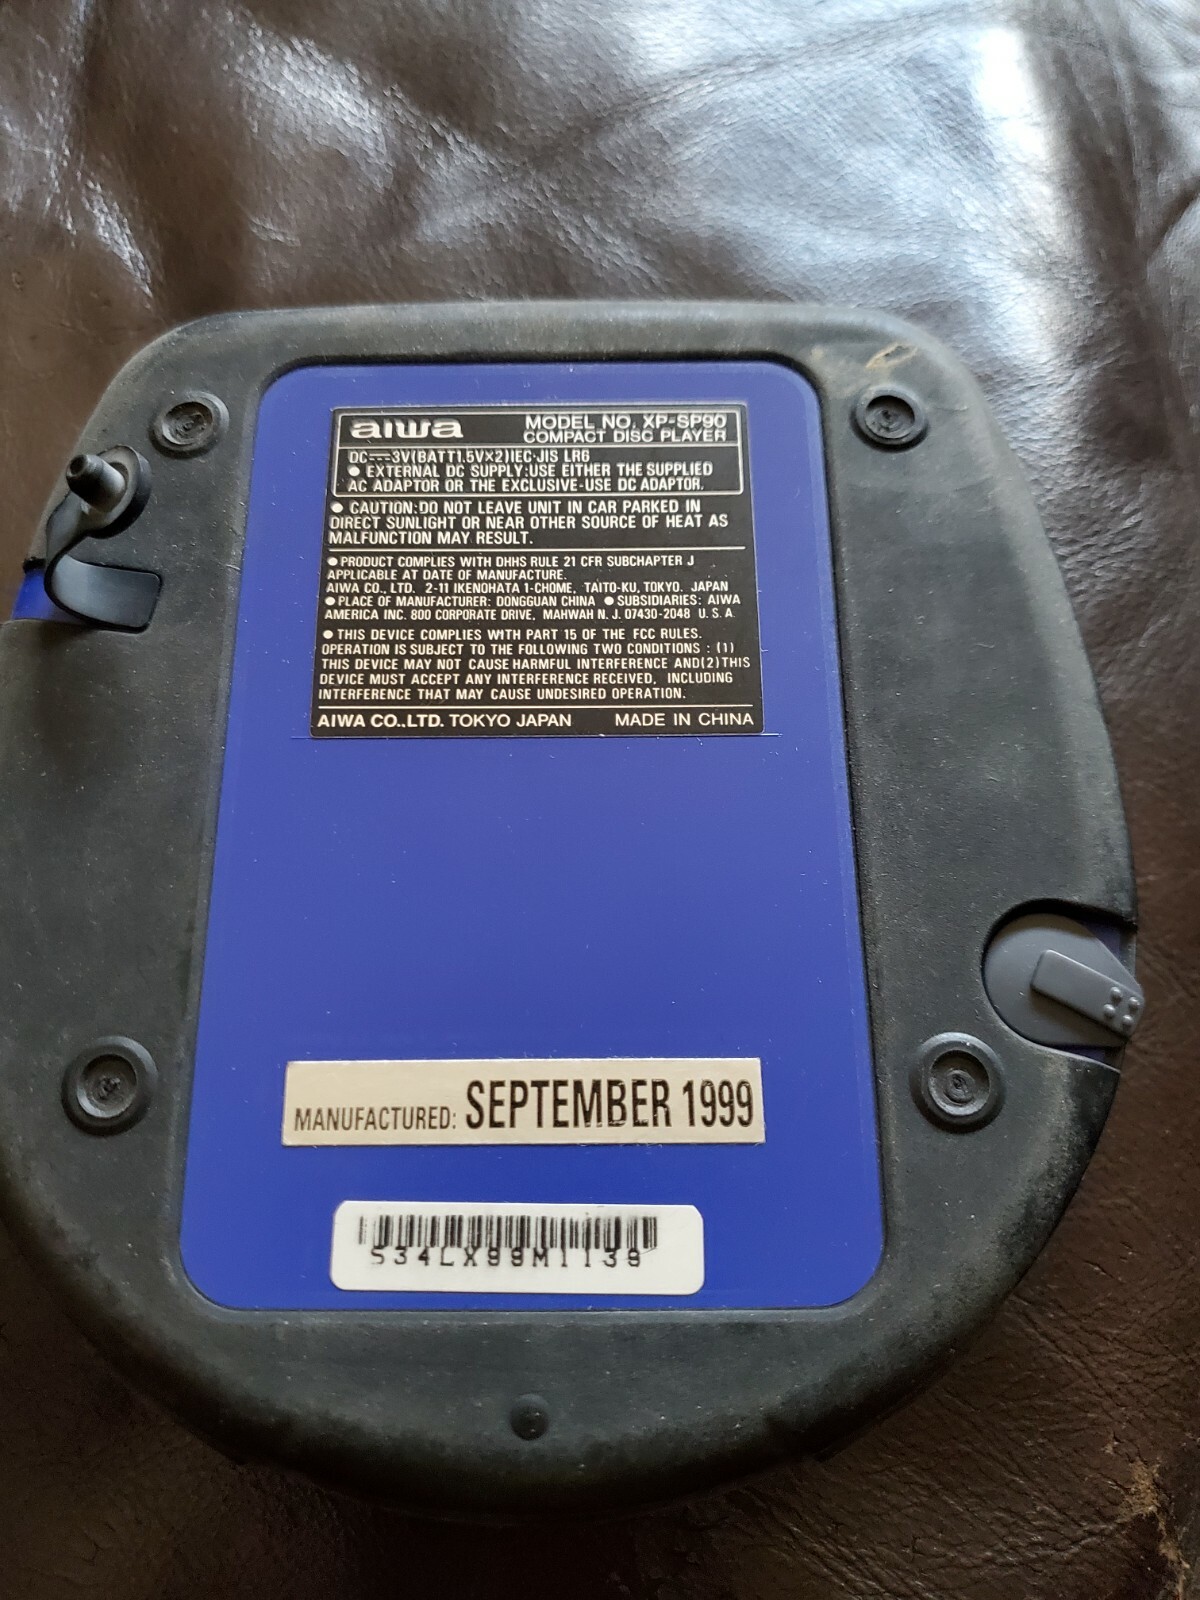 aiwa
MODEL NO. XP-SP90
COMPACT DISC PLAYER
DC⎓3V(BATT1.5V×2)IEC·JIS LR6
● EXTERNAL DC SUPPLY:USE EITHER THE SUPPLIED
AC ADAPTOR OR THE EXCLUSIVE-USE DC ADAPTOR.
● CAUTION:DO NOT LEAVE UNIT IN CAR PARKED IN
DIRECT SUNLIGHT OR NEAR OTHER SOURCE OF HEAT AS
MALFUNCTION MAY RESULT.
● PRODUCT COMPLIES WITH DHHS RULE 21 CFR SUBCHAPTER J
APPLICABLE AT DATE OF MANUFACTURE.
AIWA CO., LTD. 2-11 IKENOHATA 1-CHOME, TAITO-KU, TOKYO. JAPAN
● PLACE OF MANUFACTURER: DONGGUAN CHINA ● SUBSIDIARIES: AIWA
AMERICA INC. 800 CORPORATE DRIVE, MAHWAH N. J. 07430-2048 U. S. A.
● THIS DEVICE COMPLIES WITH PART 15 OF THE FCC RULES.
OPERATION IS SUBJECT TO THE FOLLOWING TWO CONDITIONS : (1)
THIS DEVICE MAY NOT CAUSE HARMFUL INTERFERENCE AND(2)THIS
DEVICE MUST ACCEPT ANY INTERFERENCE RECEIVED, INCLUDING
INTERFERENCE THAT MAY CAUSE UNDESIRED OPERATION.
AIWA CO.,LTD. TOKYO JAPAN MADE IN CHINA
MANUFACTURED: SEPTEMBER 1999